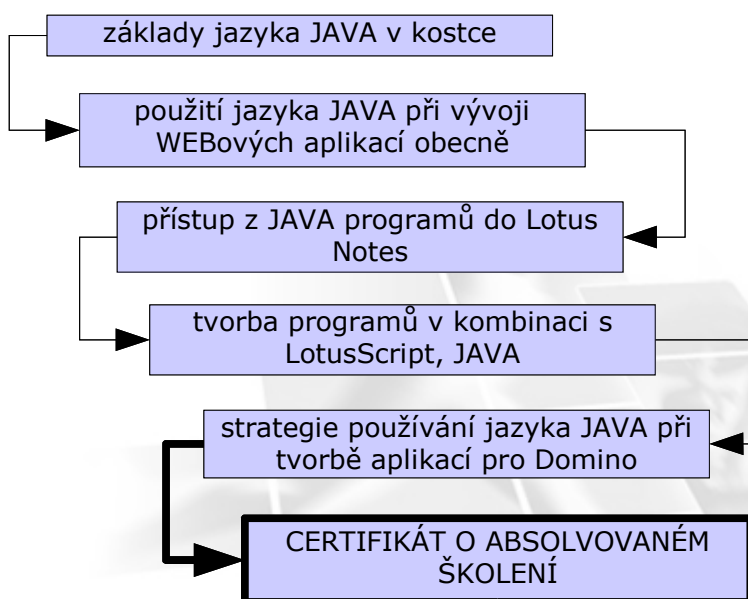 základy jazyka JAVA v kostce
použití jazyka JAVA při vývoji
WEBových aplikací obecně
přístup z JAVA programů do Lotus
Notes
tvorba programů v kombinaci s
LotusScript, JAVA
strategie používání jazyka JAVA při
tvorbě aplikací pro Domino
CERTIFIKÁT O ABSOLVOVANÉM
ŠKOLENÍ